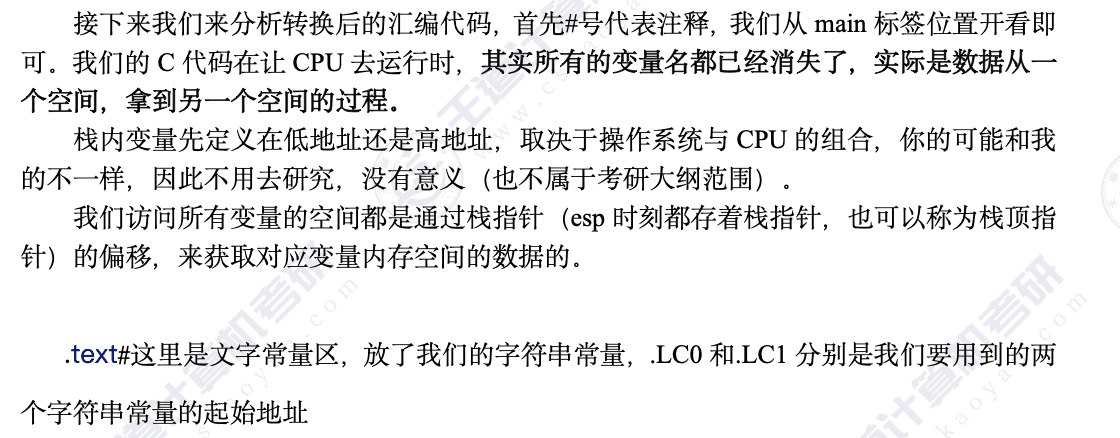 接下来我们来分析转换后的汇编代码，首先#号代表注释，我们从 main 标签位置开看即
可。我们的 C 代码在让 CPU 去运行时，其实所有的变量名都已经消失了，实际是数据从一
个空间，拿到另一个空间的过程。
栈内变量先定义在低地址还是高地址，取决于操作系统与 CPU 的组合，你的可能和我
的不一样，因此不用去研究，没有意义（也不属于考研大纲范围）。
我们访问所有变量的空间都是通过栈指针（esp 时刻都存着栈指针，也可以称为栈顶指
针）的偏移，来获取对应变量内存空间的数据的。
.text#这里是文字常量区，放了我们的字符串常量，.LC0 和.LC1 分别是我们要用到的两
个字符串常量的起始地址